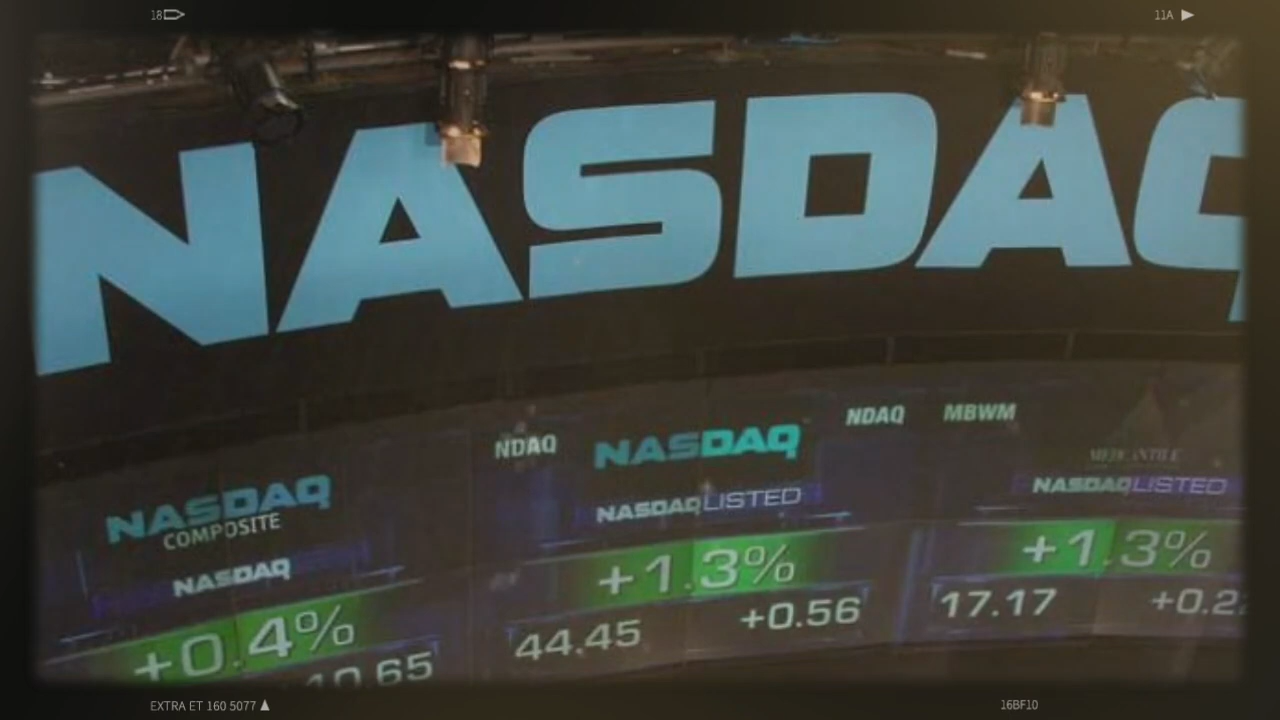 18
11A
NASDAQ
NDAQ
NASDAQ
NDAQ
MBWM
MERCANTILE
NASDAQ
COMPOSITE
NASDAQLISTED
NASDAQLISTED
NASDAQ
+1.3%
+1.3%
+0.4%
44.45
+0.56
17.17
EXTRA ET 160 5077
16BF10